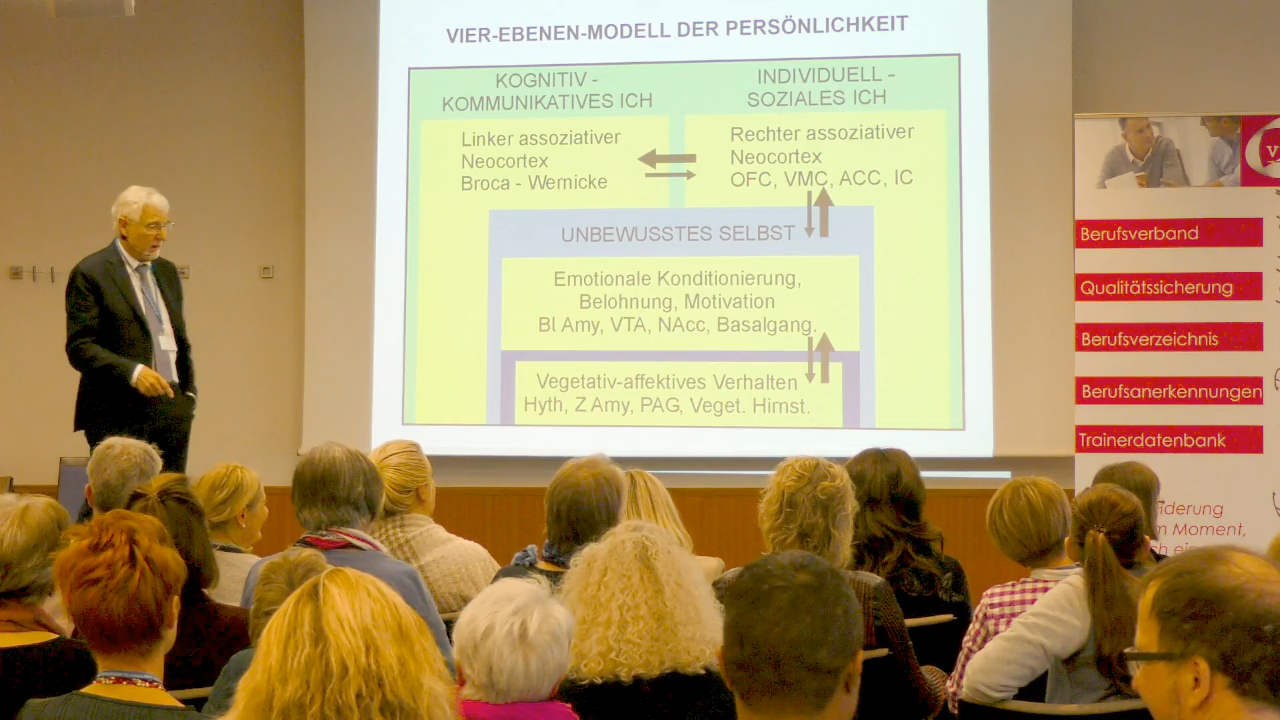 VIER-EBENEN-MODELL DER PERSÖNLICHKEIT
KOGNITIV -
KOMMUNIKATIVES ICH
INDIVIDUELL -
SOZIALES ICH
Linker assoziativer
Neocortex
Broca - Wernicke
Rechter assoziativer
Neocortex
OFC, VMC, ACC, IC
UNBEWUSSTES SELBST
Emotionale Konditionierung,
Belohnung, Motivation
Bl Amy, VTA, NAcc, Basalgang.
Vegetativ-affektives Verhalten
Hyth, Z Amy, PAG, Veget. Hirnst.
Berufsverband
Qualitätssicherung
Berufsverzeichnis
Berufsanerkennungen
Trainerdatenbank
Moment,